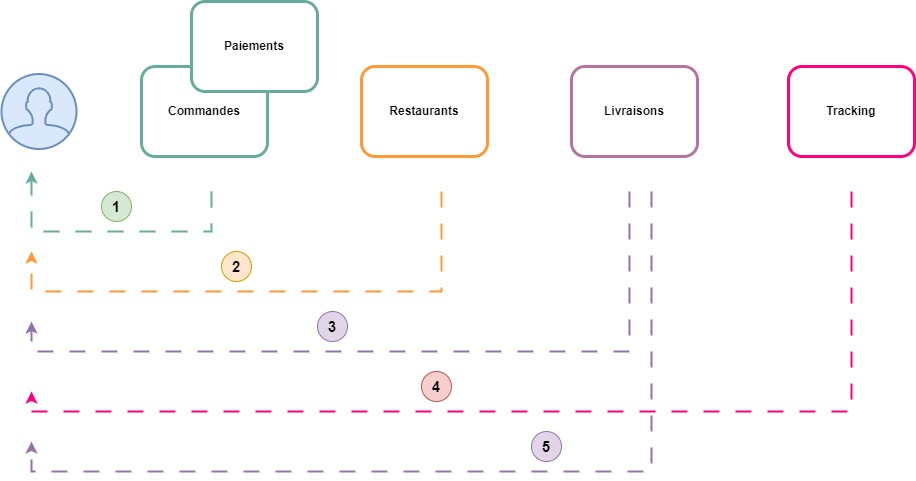 Paiements
Commandes
Restaurants
Livraisons
Tracking
1
2
3
4
5